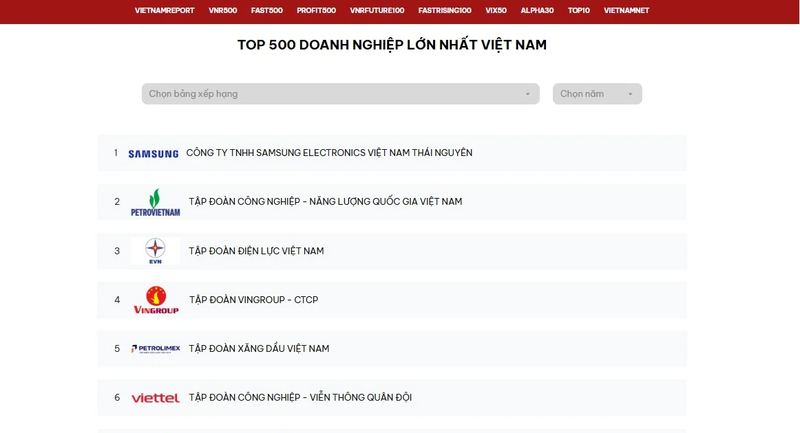 VIETNAMREPORT VNR500 FAST500 PROFIT500 VNRFUTURE100 FASTRISING100 VIX50 ALPHA30 TOP10 VIETNAMNET
TOP 500 DOANH NGHIỆP LỚN NHẤT VIỆT NAM
Chọn bảng xếp hạng Chọn năm
1 SAMSUNG CÔNG TY TNHH SAMSUNG ELECTRONICS VIỆT NAM THÁI NGUYÊN
2 PETROVIETNAM TẬP ĐOÀN CÔNG NGHIỆP - NĂNG LƯỢNG QUỐC GIA VIỆT NAM
3 EVN TẬP ĐOÀN ĐIỆN LỰC VIỆT NAM
4 VINGROUP TẬP ĐOÀN VINGROUP - CTCP
5 PETROLIMEX TẬP ĐOÀN XĂNG DẦU VIỆT NAM
6 viettel TẬP ĐOÀN CÔNG NGHIỆP - VIỄN THÔNG QUÂN ĐỘI